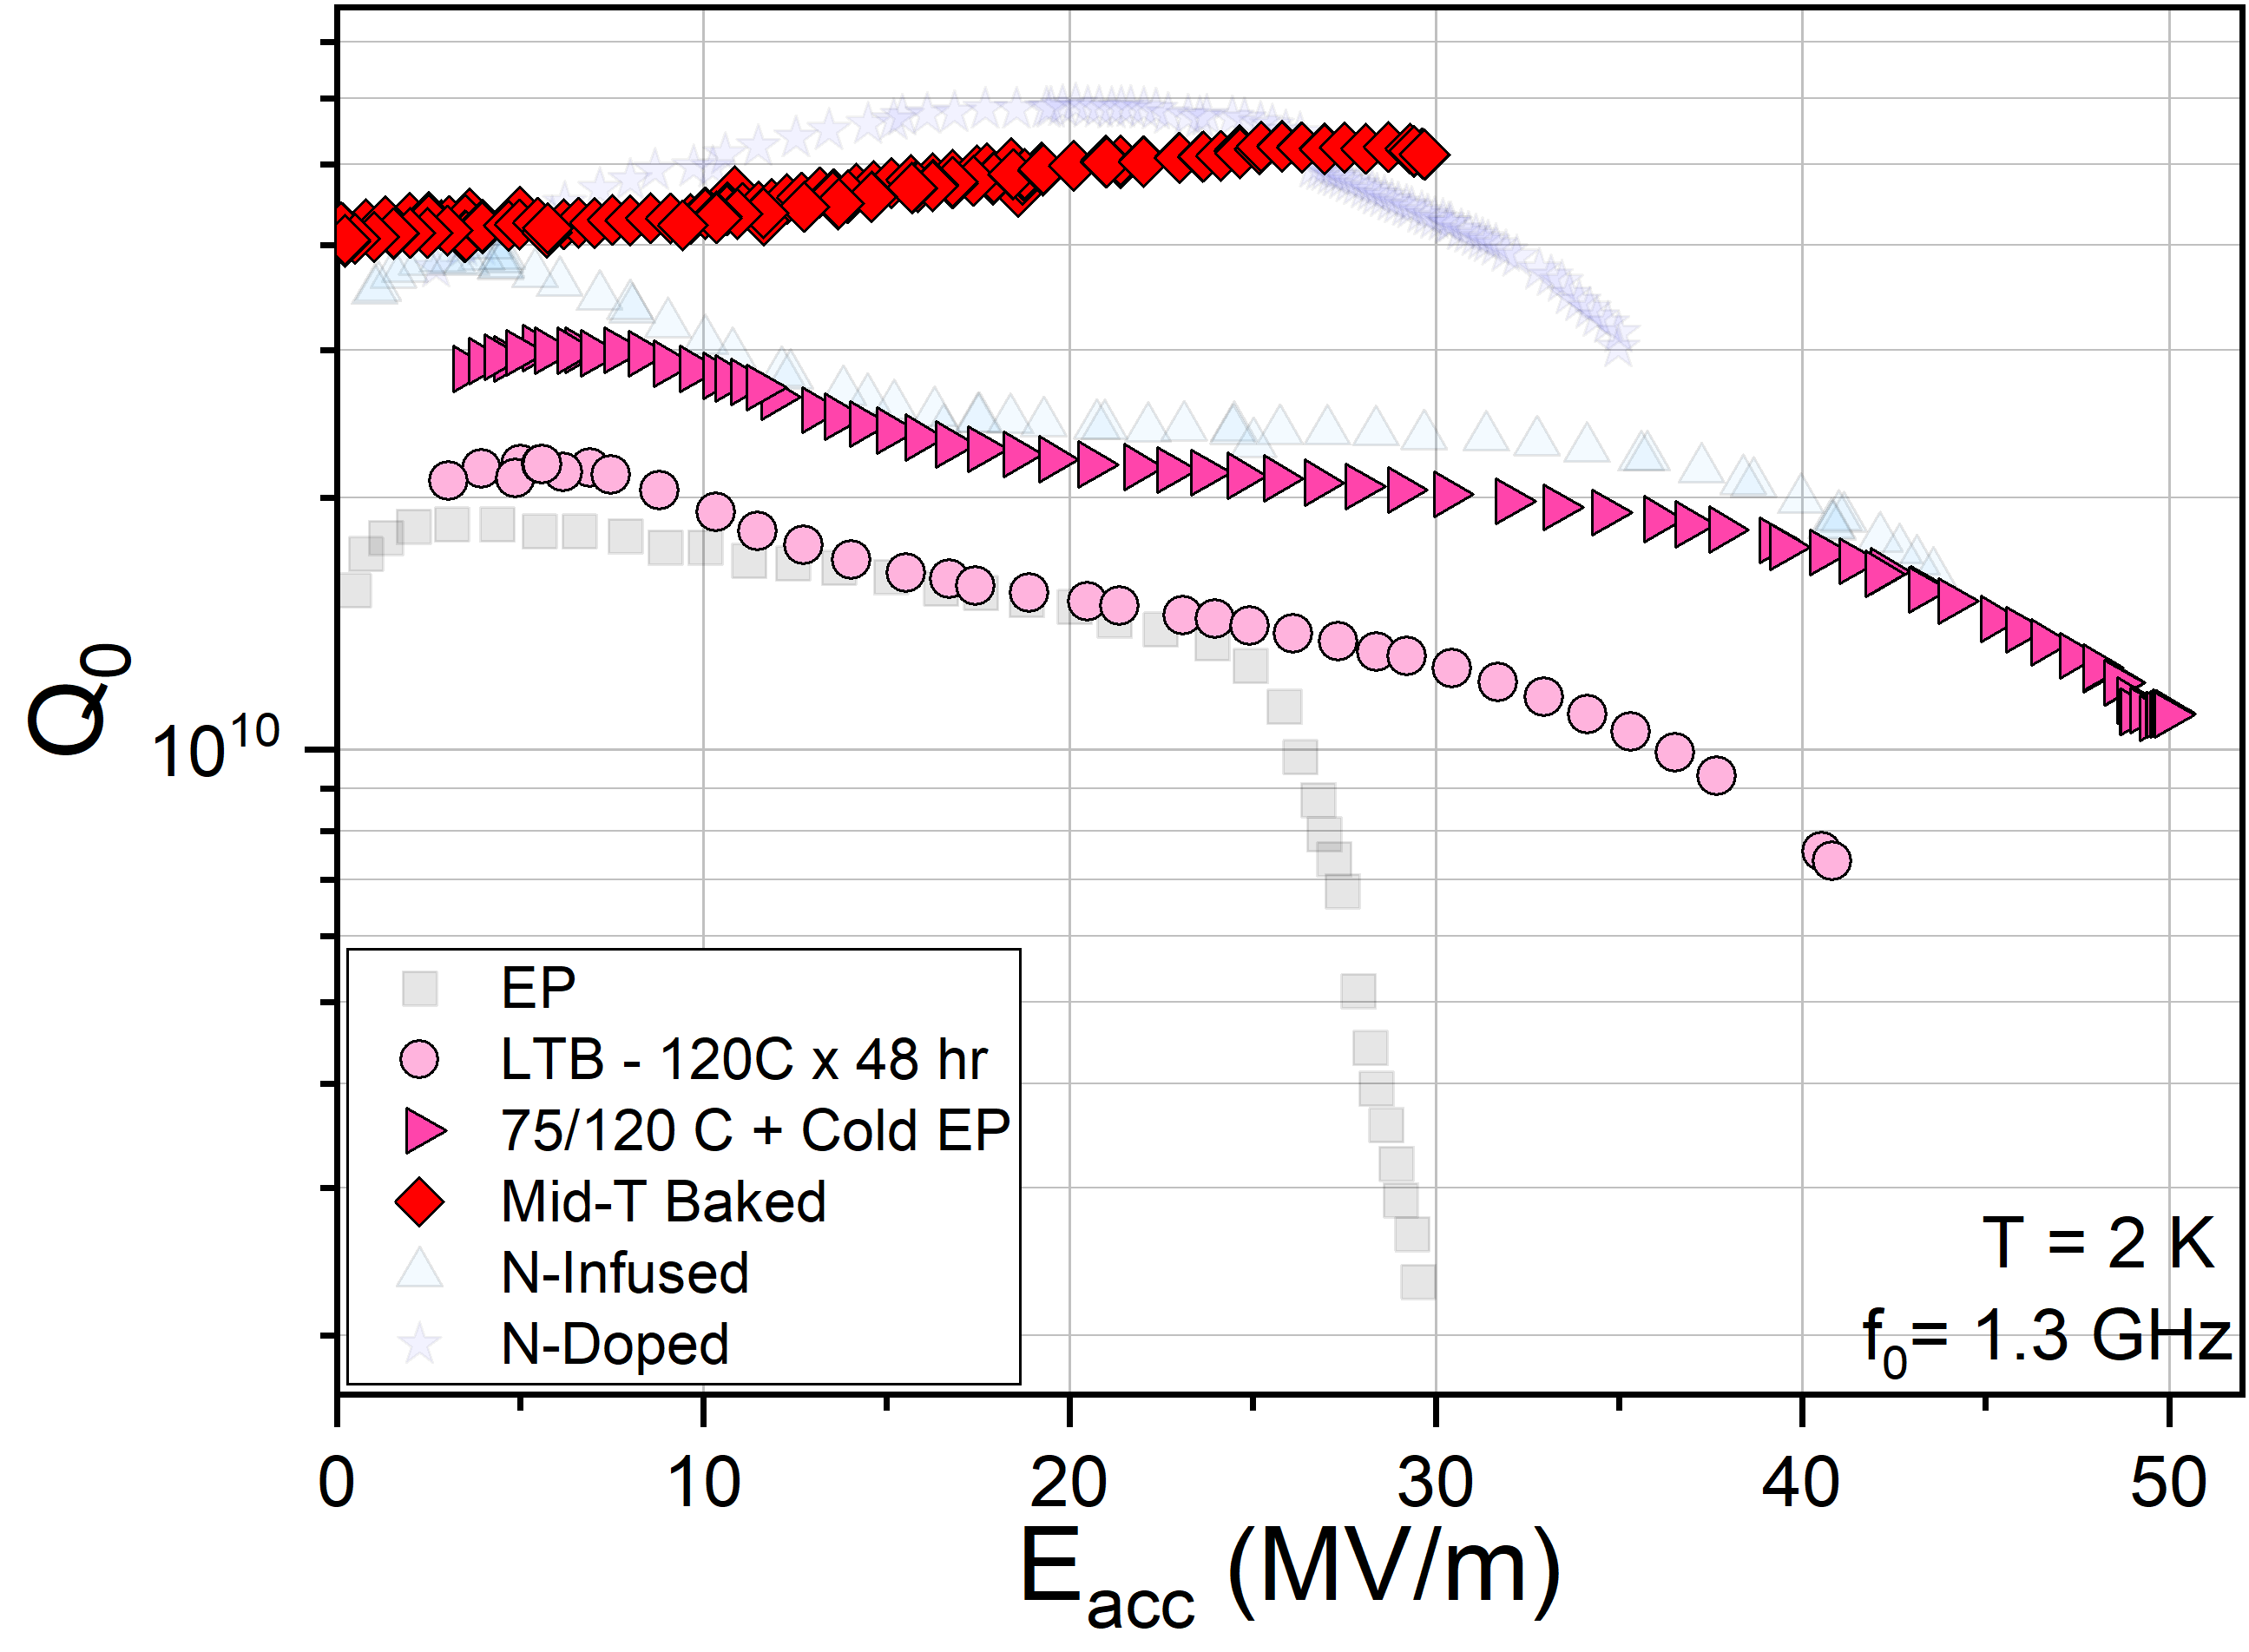 Q0
10^10
EP
LTB - 120C x 48 hr
75/120 C + Cold EP
Mid-T Baked
N-Infused
N-Doped
T = 2 K
f0= 1.3 GHz
0 10 20 30 40 50
Eacc (MV/m)